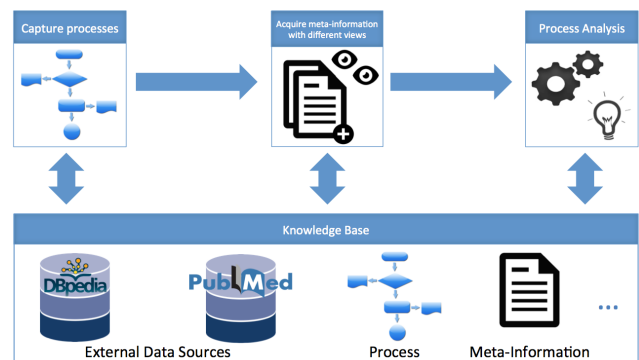 Capture processes
Acquire meta-information
with different views
Process Analysis
Knowledge Base
DBpedia
PubMed
...
External Data Sources
Process
Meta-Information